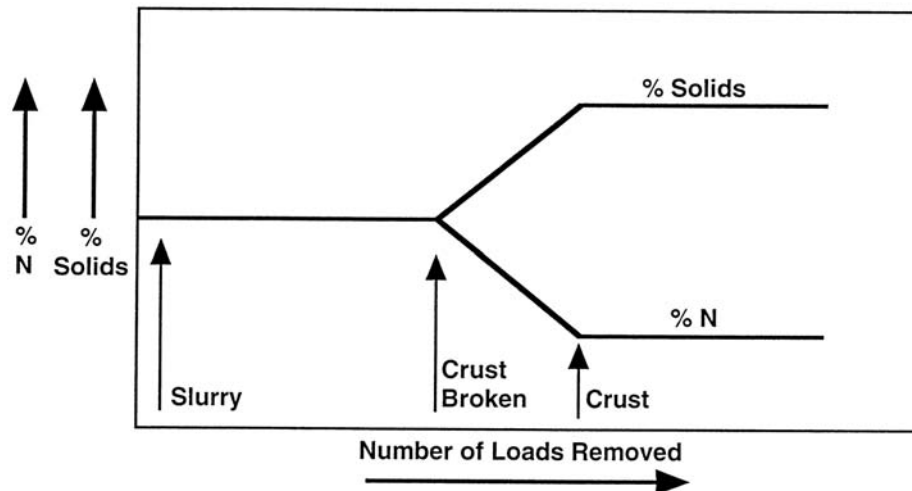 % Solids
%
N
%
Solids
% N
Slurry
Crust
Broken
Crust
Number of Loads Removed